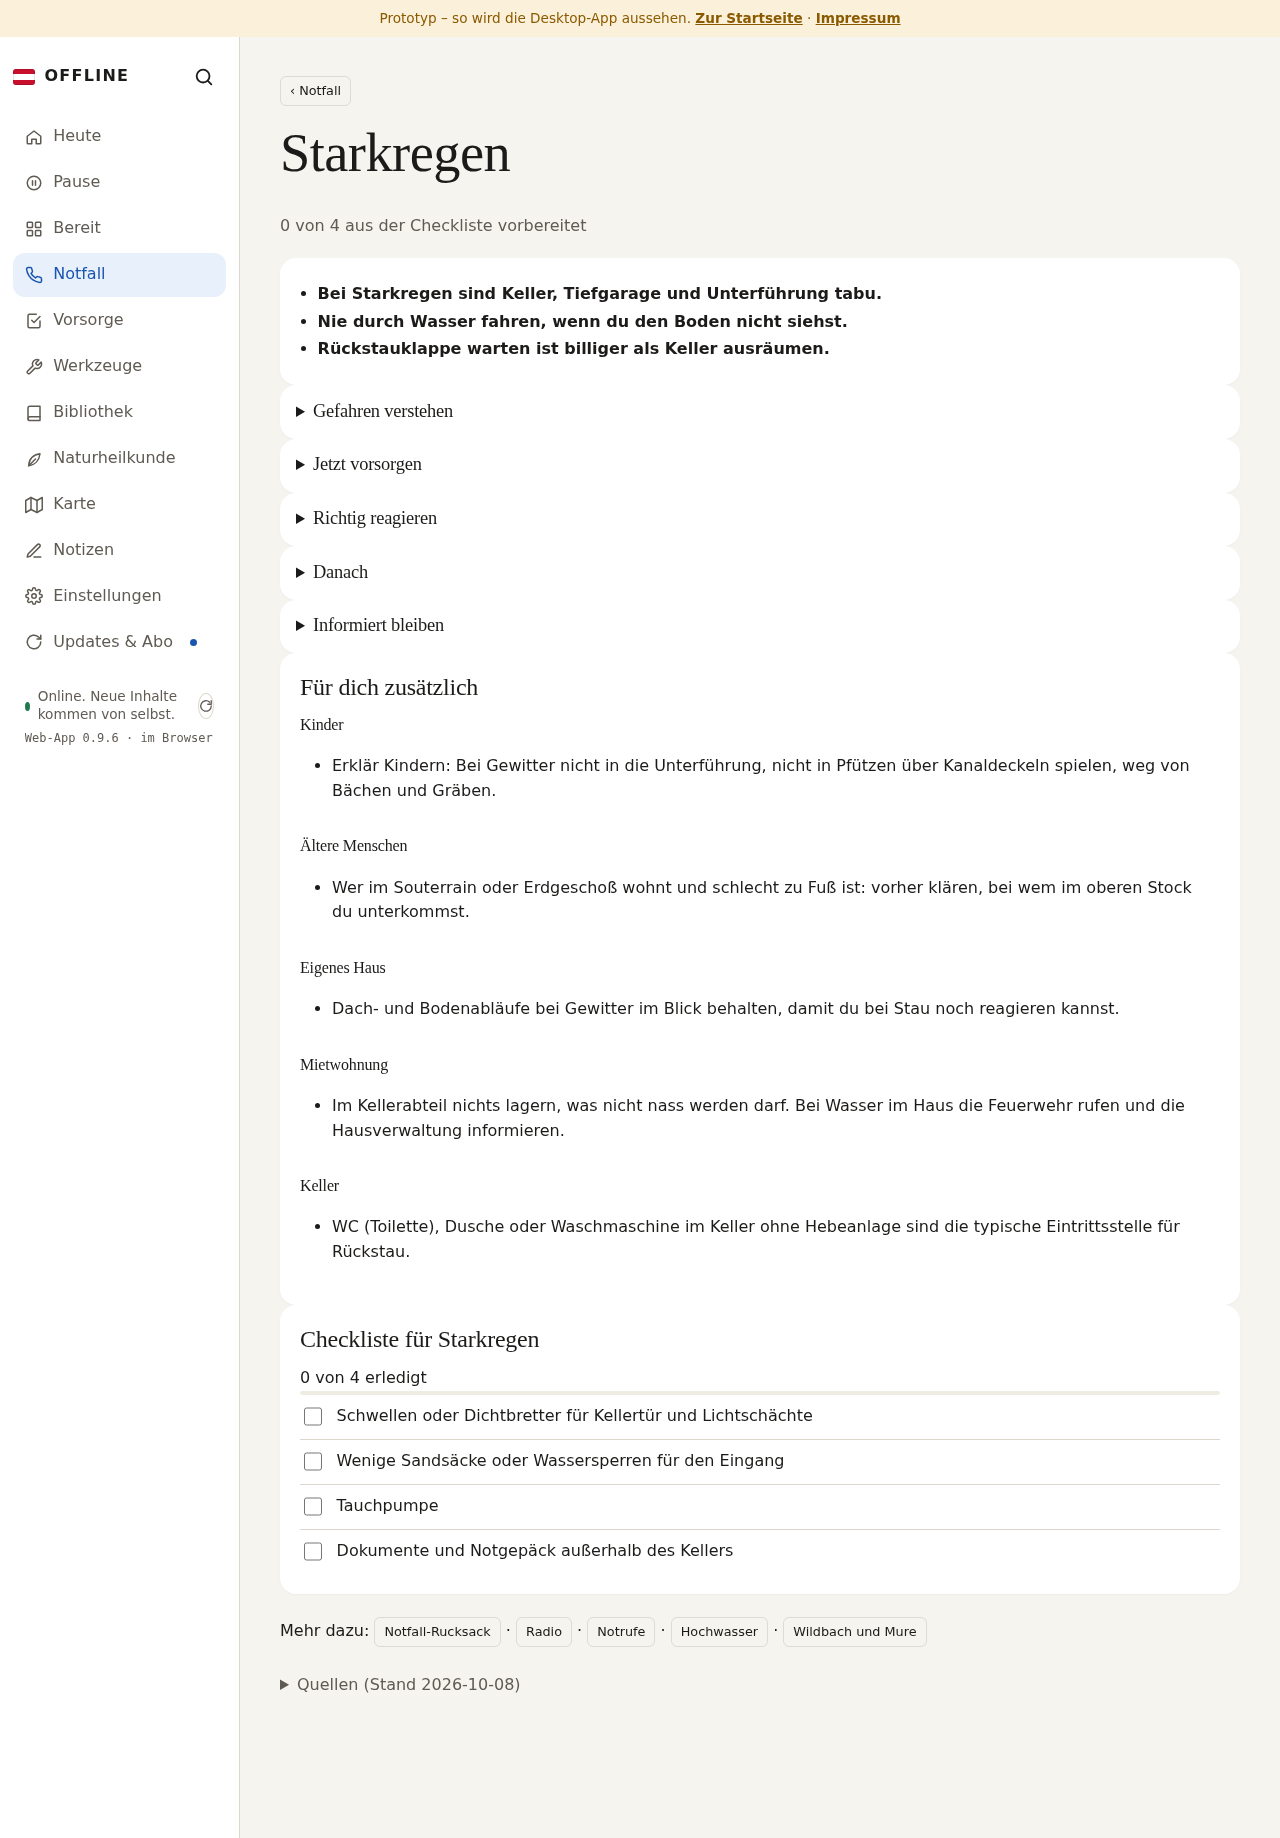 Prototyp – so wird die Desktop-App aussehen. Zur Startseite · Impressum
OFFLINE
Heute
Pause
Bereit
Notfall
Vorsorge
Werkzeuge
Bibliothek
Naturheilkunde
Karte
Notizen
Einstellungen
Updates & Abo
Online. Neue Inhalte
kommen von selbst.
Web-App 0.9.6 · im Browser
‹ Notfall
Starkregen
0 von 4 aus der Checkliste vorbereitet
• Bei Starkregen sind Keller, Tiefgarage und Unterführung tabu.
• Nie durch Wasser fahren, wenn du den Boden nicht siehst.
• Rückstauklappe warten ist billiger als Keller ausräumen.
Gefahren verstehen
Jetzt vorsorgen
Richtig reagieren
Danach
Informiert bleiben
Für dich zusätzlich
Kinder
• Erklär Kindern: Bei Gewitter nicht in die Unterführung, nicht in Pfützen über Kanaldeckeln spielen, weg von
Bächen und Gräben.
Ältere Menschen
• Wer im Souterrain oder Erdgeschoß wohnt und schlecht zu Fuß ist: vorher klären, bei wem im oberen Stock
du unterkommst.
Eigenes Haus
• Dach- und Bodenabläufe bei Gewitter im Blick behalten, damit du bei Stau noch reagieren kannst.
Mietwohnung
• Im Kellerabteil nichts lagern, was nicht nass werden darf. Bei Wasser im Haus die Feuerwehr rufen und die
Hausverwaltung informieren.
Keller
• WC (Toilette), Dusche oder Waschmaschine im Keller ohne Hebeanlage sind die typische Eintrittsstelle für
Rückstau.
Checkliste für Starkregen
0 von 4 erledigt
Schwellen oder Dichtbretter für Kellertür und Lichtschächte
Wenige Sandsäcke oder Wassersperren für den Eingang
Tauchpumpe
Dokumente und Notgepäck außerhalb des Kellers
Mehr dazu: Notfall-Rucksack · Radio · Notrufe · Hochwasser · Wildbach und Mure
Quellen (Stand 2026-10-08)